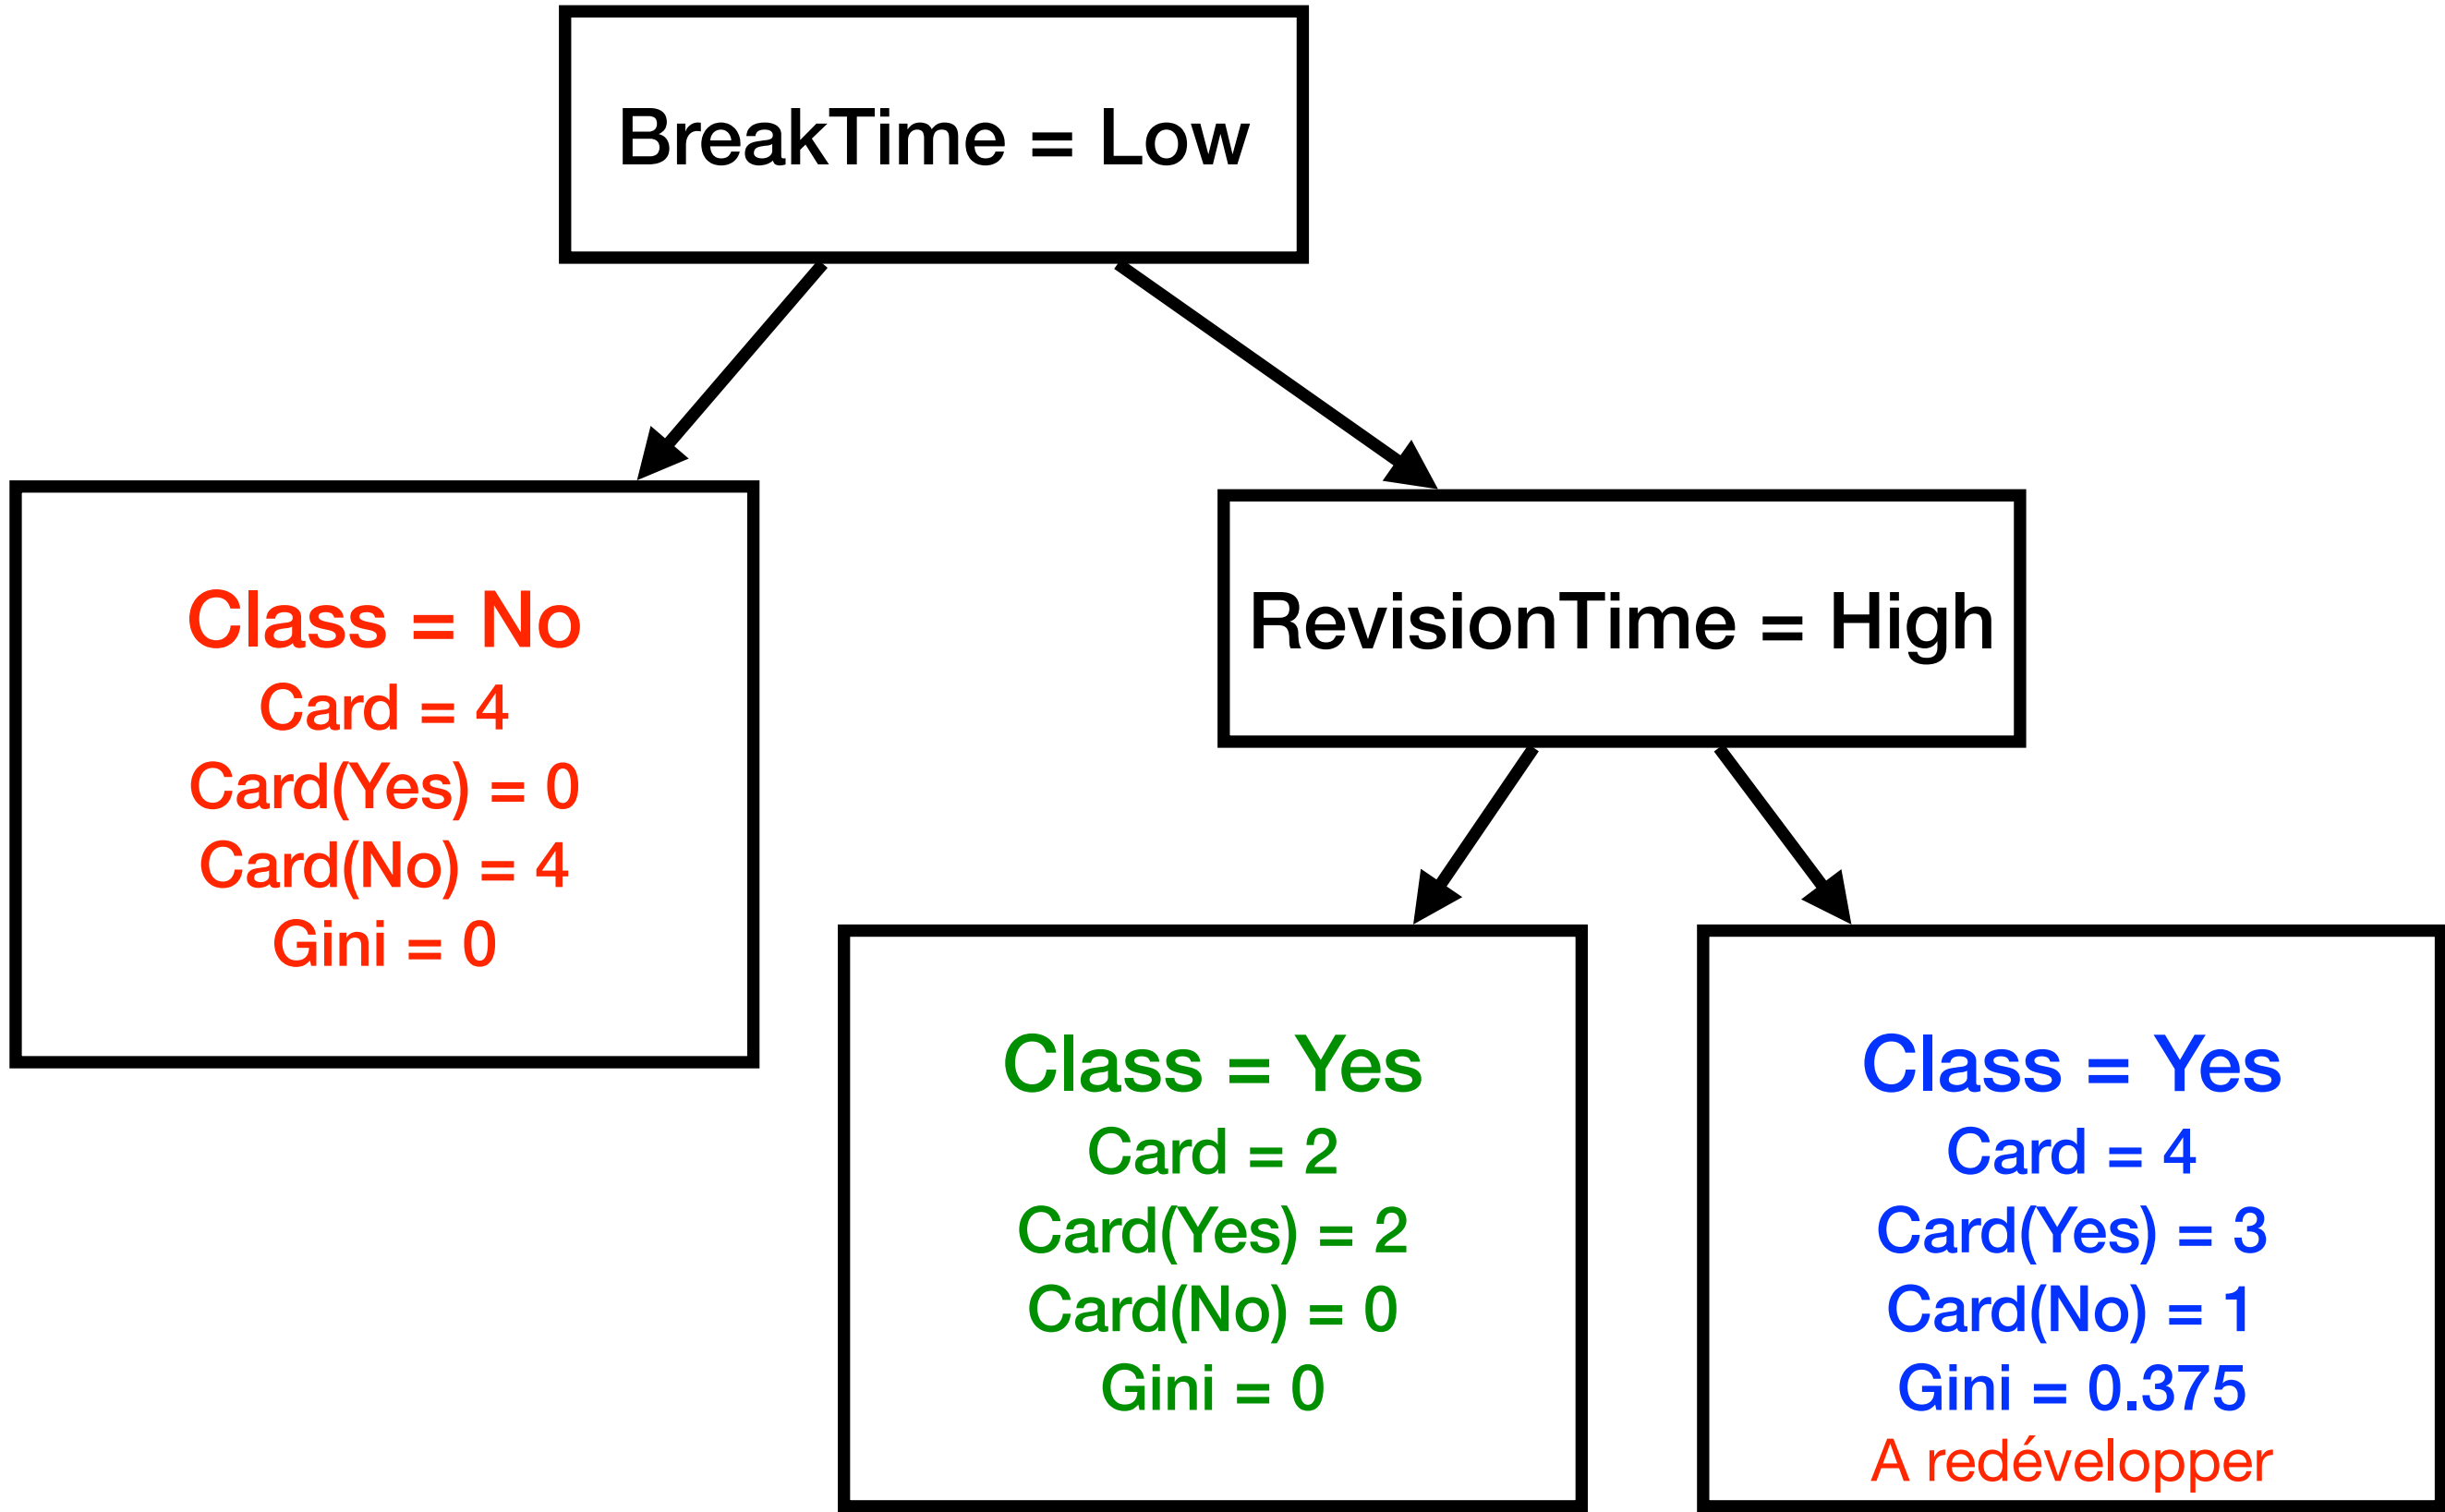 BreakTime = Low
Class = No
Card = 4
Card(Yes) = 0
Card(No) = 4
Gini = 0
RevisionTime = High
Class = Yes
Card = 2
Card(Yes) = 2
Card(No) = 0
Gini = 0
Class = Yes
Card = 4
Card(Yes) = 3
Card(No) = 1
Gini = 0.375
A redévelopper